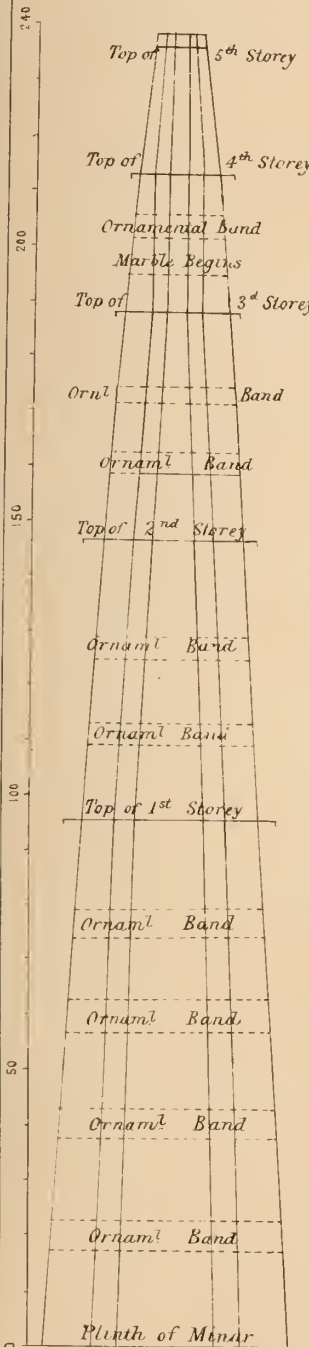 240
Top of 5th Storey
Top of 4th Storey
Ornamental Band
200
Marble Begins
Top of 3d Storey
Ornl Band
Ornaml Band
150
Top of 2nd Storey
Ornaml Band
Ornaml Band
100
Top of 1st Storey
Ornaml Band
Ornaml Band
50
Ornaml Band
Ornaml Band
0
Plinth of Minar